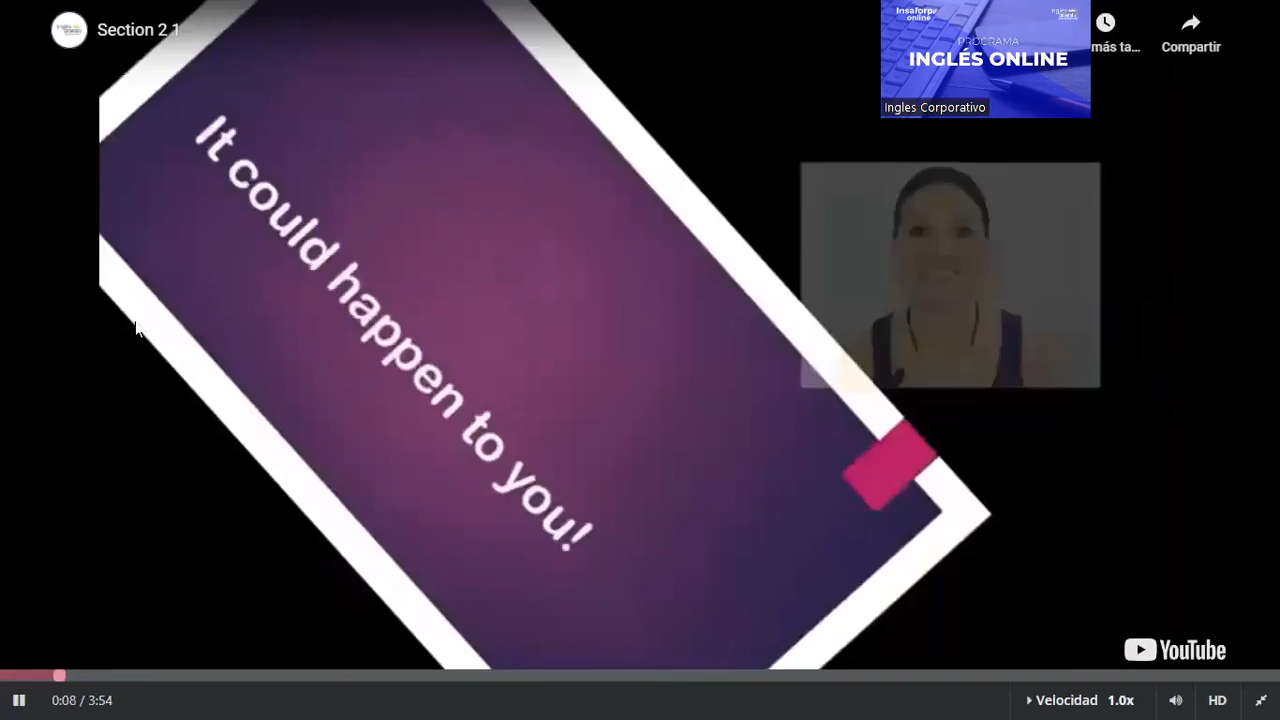 Section 2 1
Insaforp
online
PROGRAMA
INGLÉS ONLINE
Ingles Corporativo
más ta...
Compartir
It could happen to you!
YouTube
0:08 / 3:54
Velocidad 1.0x
HD